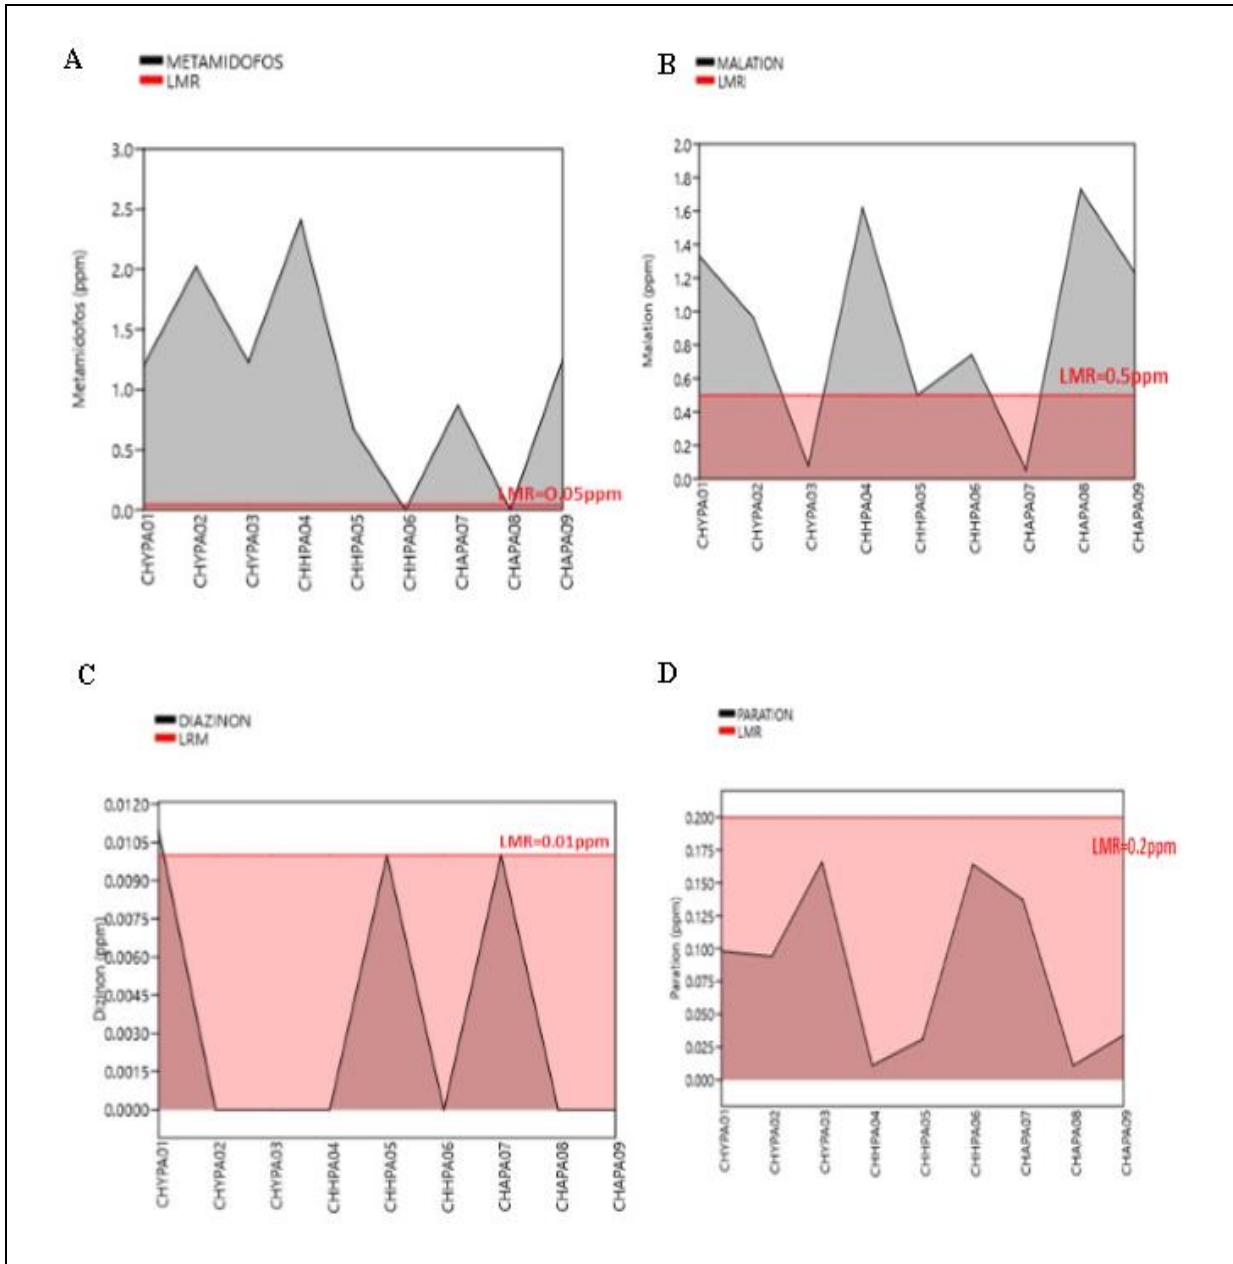 A
METAMIDOFOS
LMR
3.0
2.5
2.0
1.5
1.0
0.5
0.0
Metamidofos (ppm)
LMR=O.05ppm
CHYPA01
CHYPA02
CHYPA03
CHHPA04
CHHPA05
CHHPA06
CHAPA07
CHAPA08
CHAPA09
B
MALATION
LMR
2.0
1.8
1.6
1.4
1.2
1.0
0.8
0.6
0.4
0.2
0.0
Malation (ppm)
LMR=0.5ppm
CHYPA01
CHYPA02
CHYPA03
CHHPA04
CHHPA05
CHHPA06
CHAPA07
CHAPA08
CHAPA09
C
DIAZINON
LRM
0.0120
0.0105
0.0090
0.0075
0.0060
0.0045
0.0030
0.0015
0.0000
Dizinon (ppm)
LMR=0.01ppm
CHYPA01
CHYPA02
CHYPA03
CHHPA04
CHHPA05
CHHPA06
CHAPA07
CHAPA08
CHAPA09
D
PARATION
LMR
0.200
0.175
0.150
0.125
0.100
0.075
0.050
0.025
0.000
Paration (ppm)
LMR=0.2ppm
CHYPA01
CHYPA02
CHYPA03
CHHPA04
CHHPA05
CHHPA06
CHAPA07
CHAPA08
CHAPA09